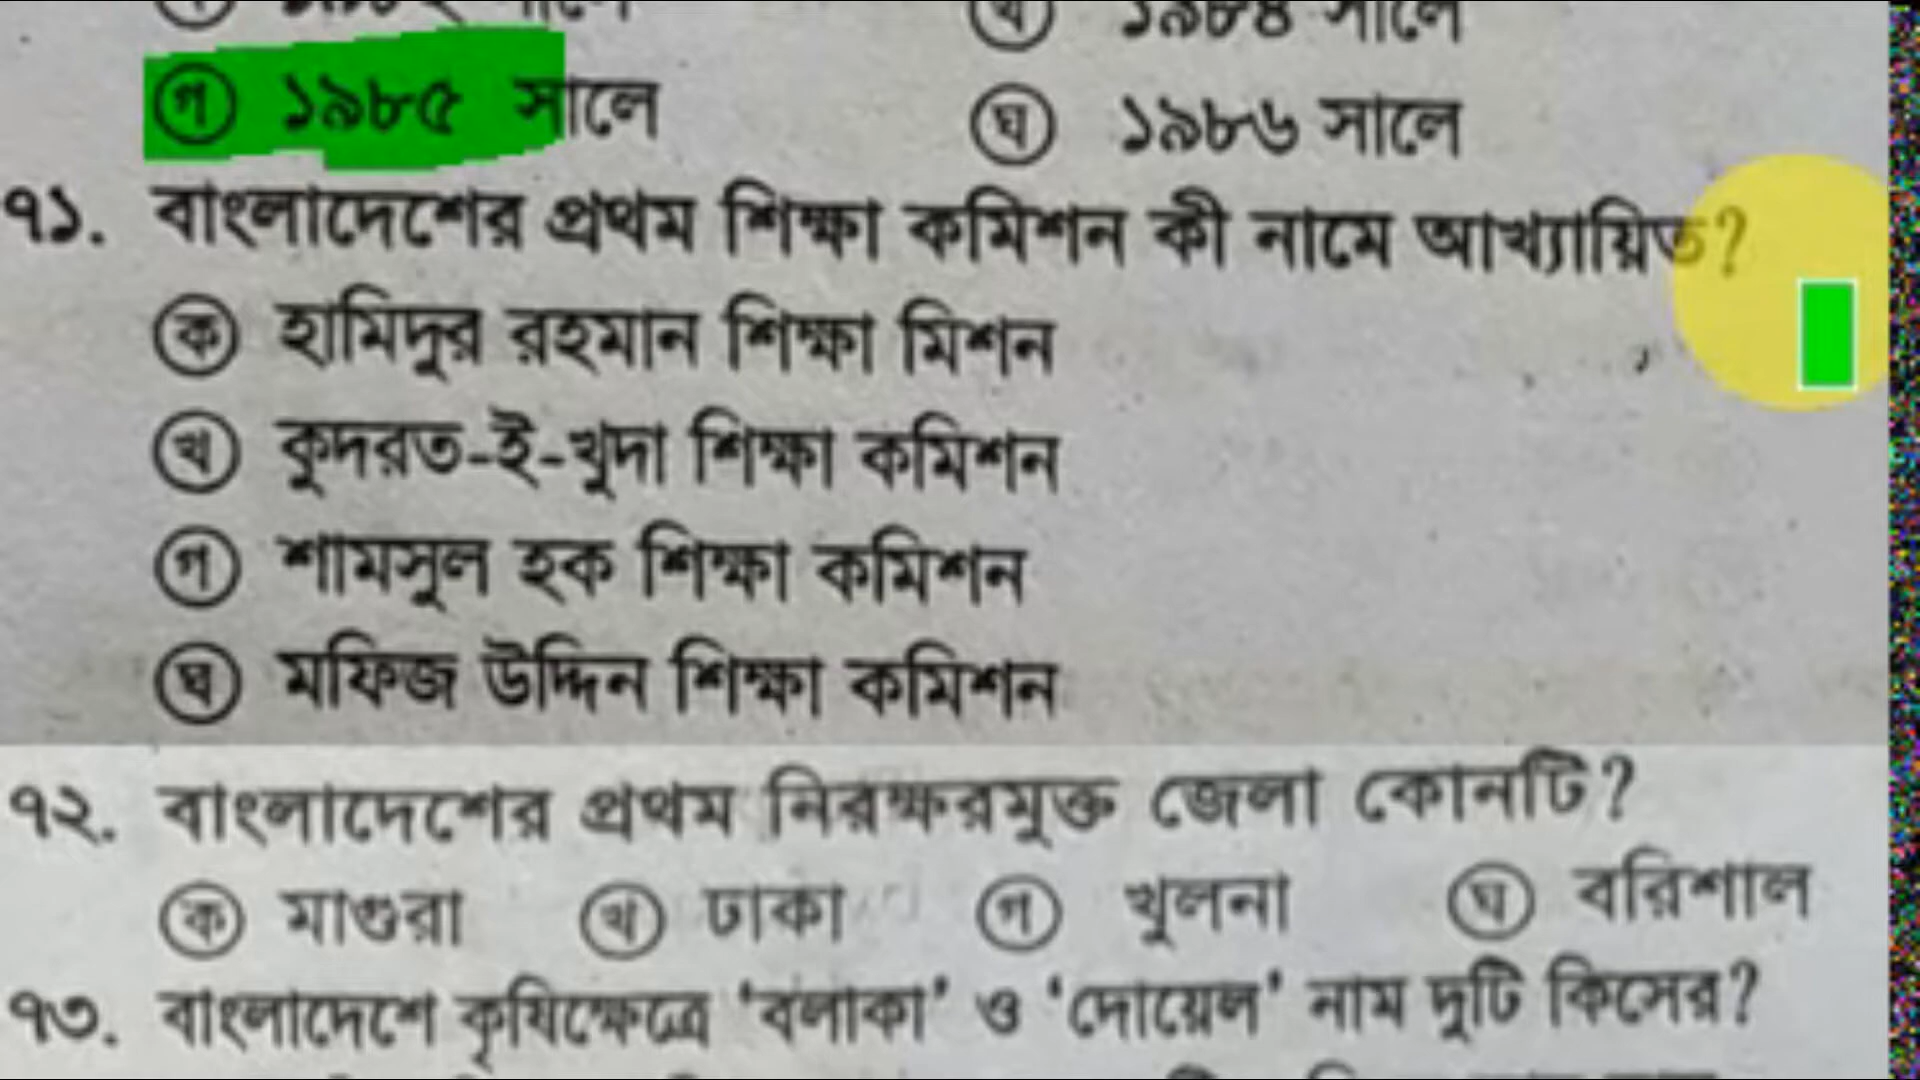 ঘ ১৯৮৪ সালে
গ ১৯৮৫ সালে ঘ ১৯৮৬ সালে
৭১. বাংলাদেশের প্রথম শিক্ষা কমিশন কী নামে আখ্যায়িত?
ক হামিদুর রহমান শিক্ষা মিশন
খ কুদরত-ই-খুদা শিক্ষা কমিশন
গ শামসুল হক শিক্ষা কমিশন
ঘ মফিজ উদ্দিন শিক্ষা কমিশন
৭২. বাংলাদেশের প্রথম নিরক্ষরমুক্ত জেলা কোনটি?
ক মাগুরা খ ঢাকা গ খুলনা ঘ বরিশাল
৭৩. বাংলাদেশে কৃষিক্ষেত্রে 'বলাকা' ও 'দোয়েল' নাম দুটি কিসের?